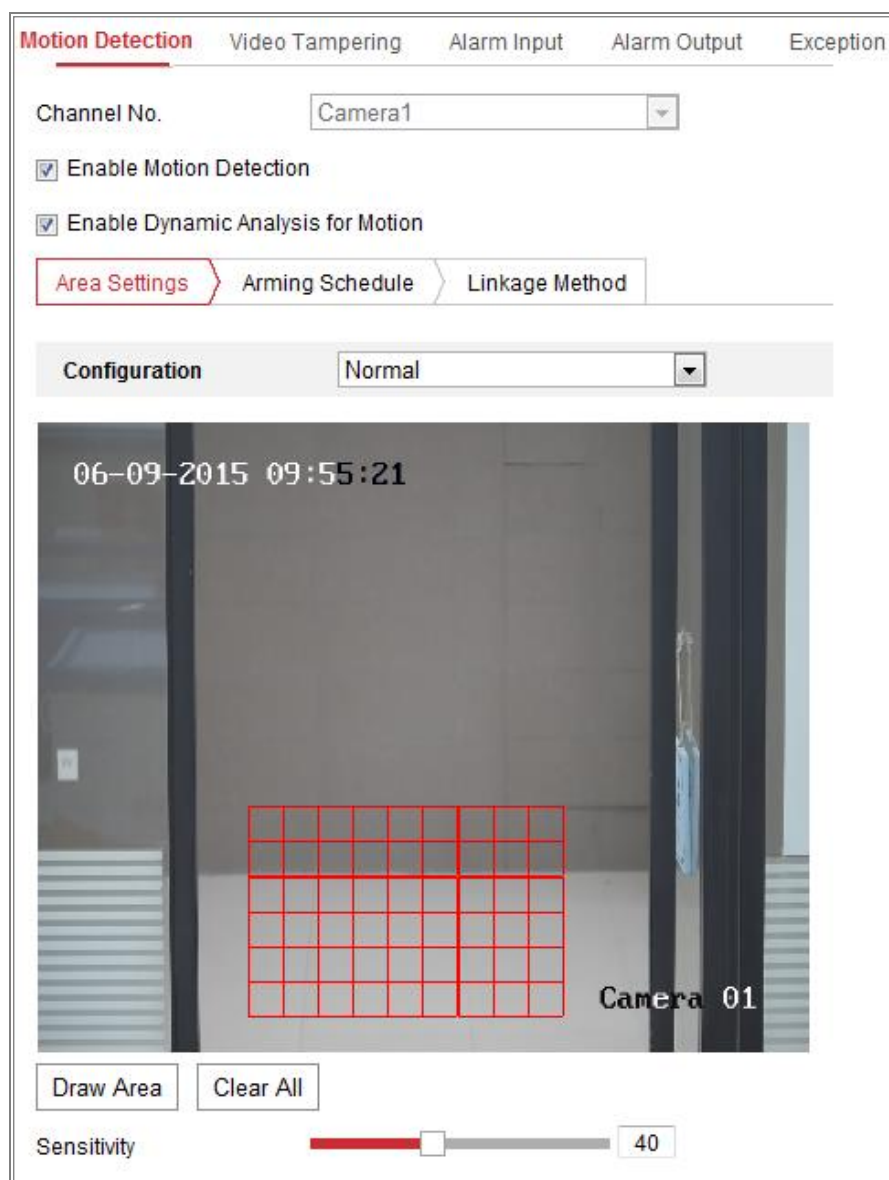 Motion Detection Video Tampering Alarm Input Alarm Output Exception
Channel No. Camera1
Enable Motion Detection
Enable Dynamic Analysis for Motion
Area Settings Arming Schedule Linkage Method
Configuration Normal
06-09-2015 09:55:21
Camera 01
Draw Area Clear All
Sensitivity 40